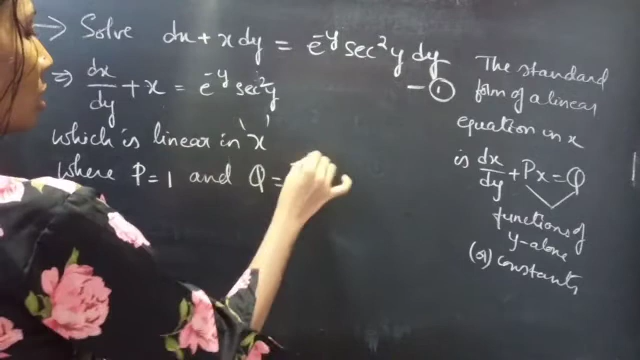 → Solve dx + x dy = e^-y sec²y dy — ①
⇒ dx/dy + x = e^-y sec²y
which is linear in 'x'
where P = 1 and Q =
The standard
form of a linear
equation in x
is dx/dy + Px = Q
functions of
y-alone
(or) constants